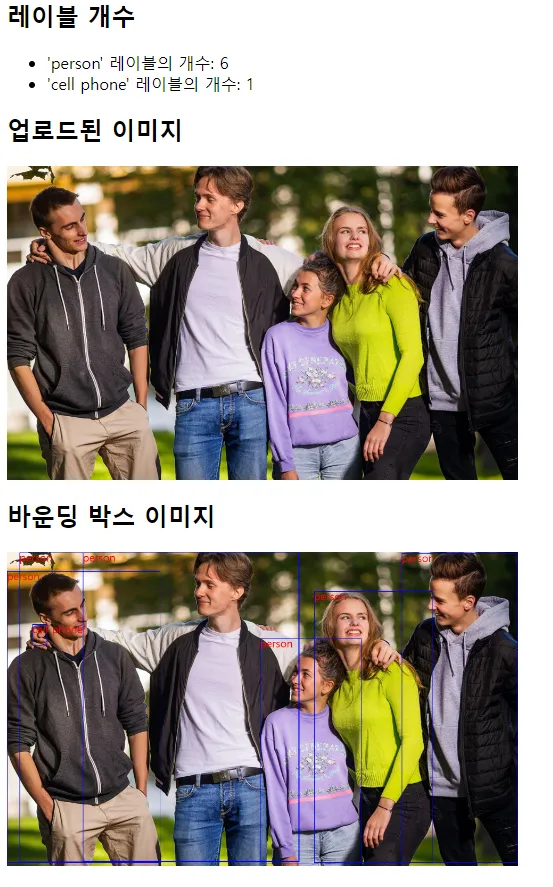 레이블 개수
'person' 레이블의 개수: 6
'cell phone' 레이블의 개수: 1
업로드된 이미지
바운딩 박스 이미지
person
person
person
person
person
person